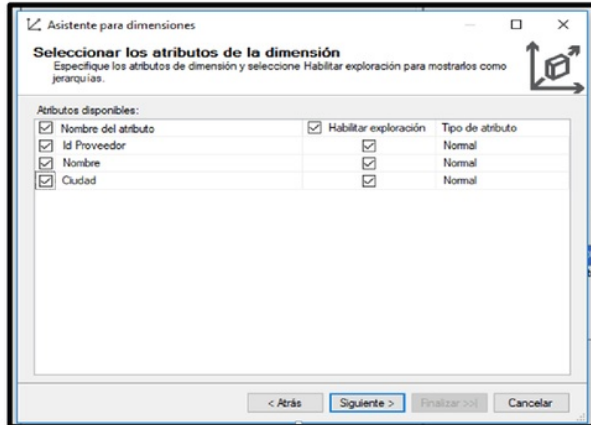 Asistente para dimensiones
Seleccionar los atributos de la dimensión
Especifique los atributos de dimensión y seleccione Habilitar exploración para mostrarlos como
jerarquías.
Atributos disponibles:
Nombre del atributo Habilitar exploración Tipo de atributo
Id Proveedor Normal
Nombre Normal
Ciudad Normal
< Atrás Siguiente > Finalizar >>| Cancelar